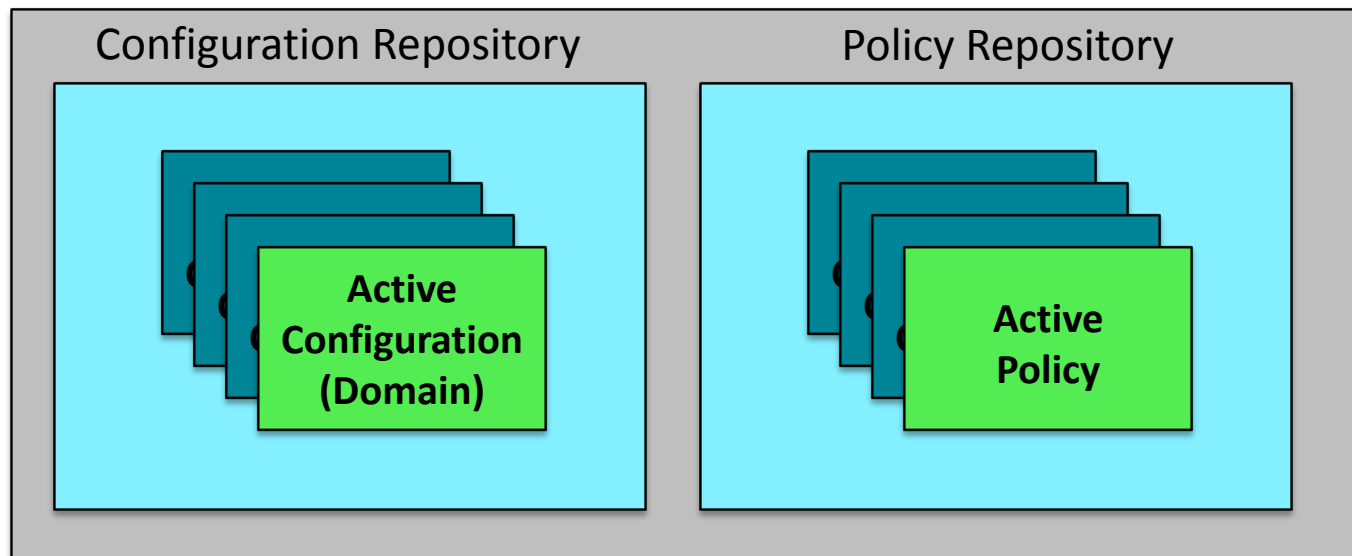 Configuration Repository
Policy Repository
Active
Configuration
(Domain)
Active
Policy